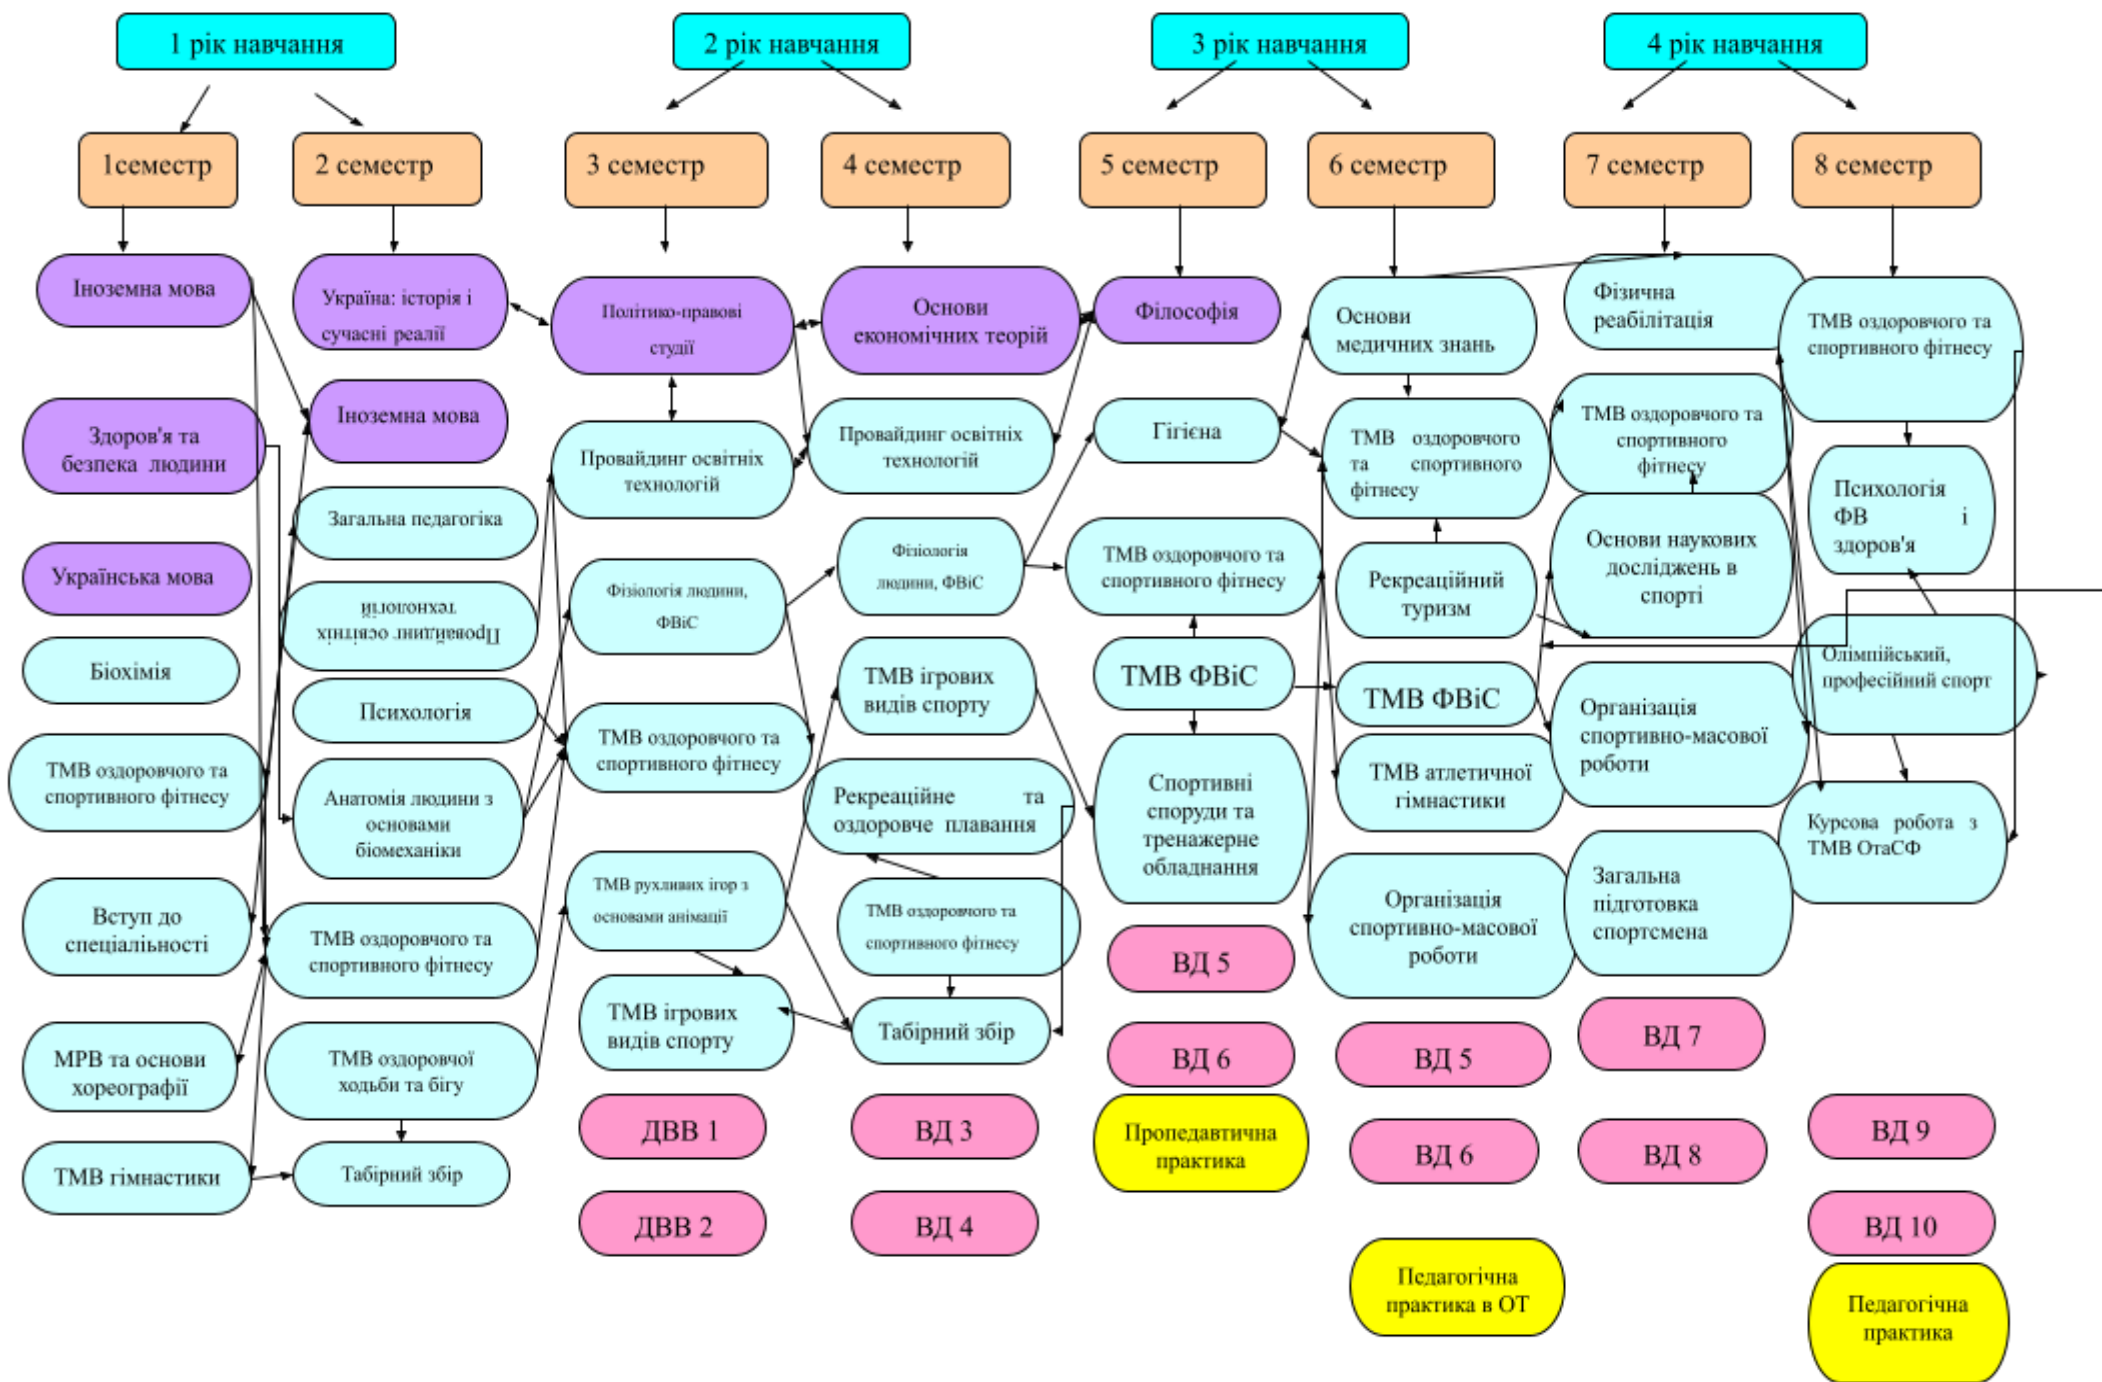 1 рік навчання
2 рік навчання
3 рік навчання
4 рік навчання
1семестр
2 семестр
3 семестр
4 семестр
5 семестр
6 семестр
7 семестр
8 семестр
Іноземна мова
Здоров'я та
безпека людини
Українська мова
Біохімія
ТМВ оздоровчого та
спортивного фітнесу
Вступ до
спеціаліьності
МРВ та основи
хореографії
ТМВ гімнастики
Україна: історія і
сучасні реалії
Іноземна мова
Загальна педагогіка
Провайдинг освітніх
технологій
Психологія
Анатомія людини з
основами
біомеханіки
ТМВ оздоровчого та
спортивного фітнесу
ТМВ оздоровчої
ходьби та бігу
Табірний збір
Політико-правові
студії
Провайдинг освітніх
технологій
Фізіологія людини,
ФВіС
ТМВ оздоровчого та
спортивного фітнесу
ТМВ рухливих ігор з
основами анімації
ТМВ ігрових
видів спорту
ДВВ 1
ДВВ 2
Основи
економічних теорій
Провайдинг освітніх
технологій
Фізіологія
людини, ФВіС
ТМВ ігрових
видів спорту
Рекреаційне та
оздоровче плавання
ТМВ оздоровчого та
спортивного фітнесу
Табірний збір
ВД 3
ВД 4
Філософія
Гігієна
ТМВ оздоровчого та
спортивного фітнесу
ТМВ ФВіС
Спортивні
споруди та
тренажерне
обладнання
ВД 5
ВД 6
Пропедавтична
практика
Основи
медичних знань
ТМВ оздоровчого
та спортивного
фітнесу
Рекреаційний
туризм
ТМВ ФВіС
ТМВ атлетичної
гімнастики
Організація
спортивно-масової
роботи
ВД 5
ВД 6
Педагогічна
практика в ОТ
Фізична
реабілітація
ТМВ оздоровчого та
спортивного
фітнесу
Основи наукових
досліджень в
спорті
Організація
спортивно-масової
роботи
Загальна
підготовка
спортсмена
ВД 7
ВД 8
ТМВ оздоровчого та
спортивного фітнесу
Психологія
ФВ і
здоров'я
Олімпійський,
професійний спорт
Курсова робота з
ТМВ ОтаСФ
ВД 9
ВД 10
Педагогічна
практика